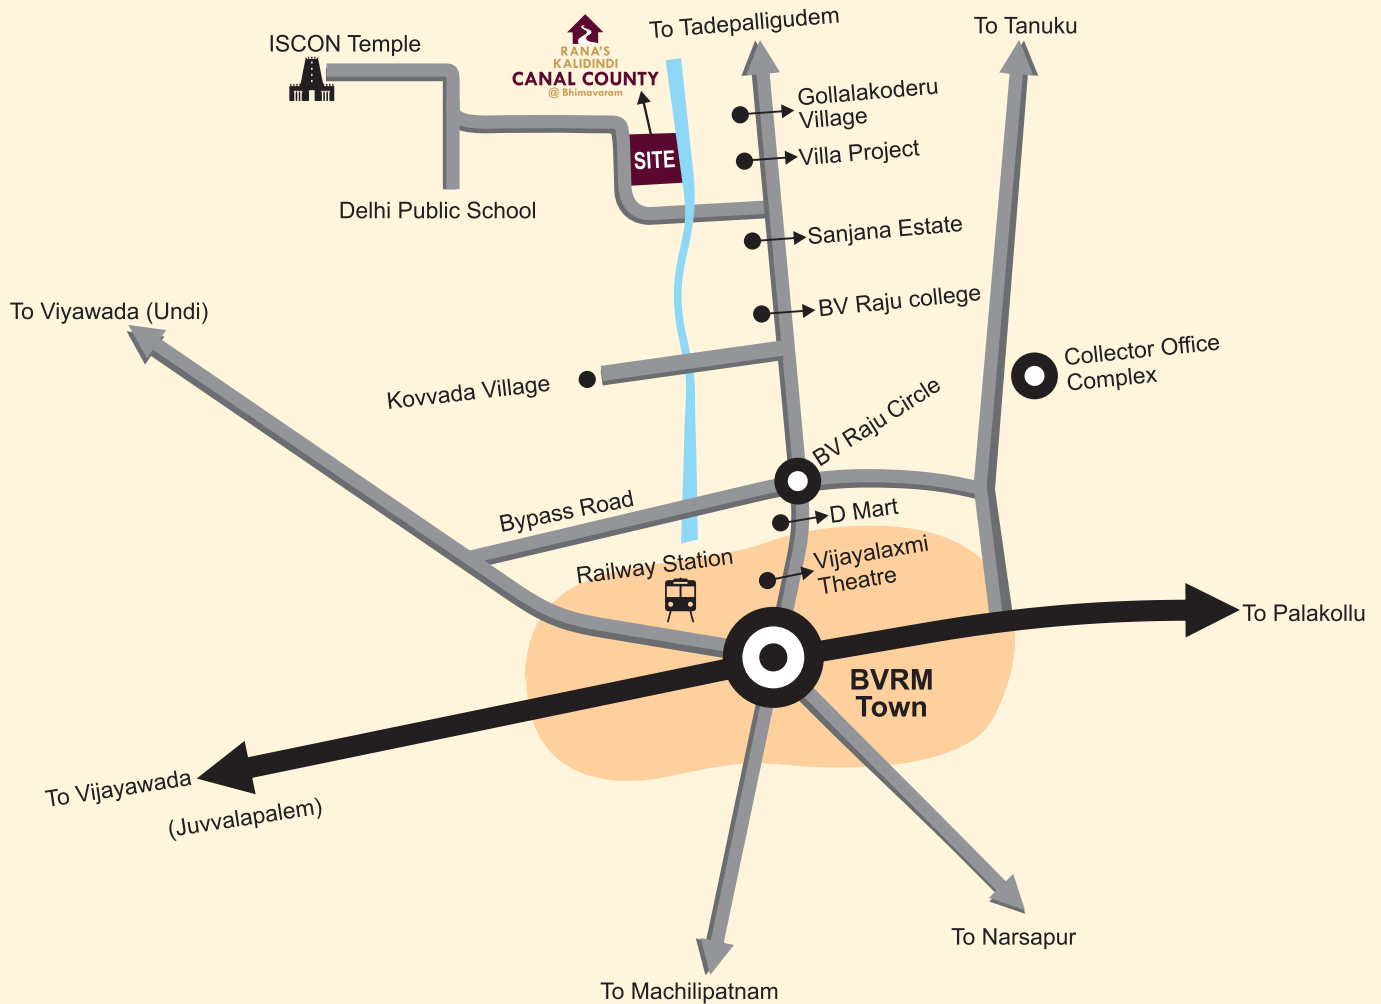 To Tadepalligudem
To Tanuku
ISCON Temple
RANA'S
KALIDINDI
CANAL COUNTY
@ Bhimavaram
Gollalakoderu
Village
SITE
Villa Project
Delhi Public School
Sanjana Estate
To Viyawada (Undi)
BV Raju college
Collector Office
Complex
Kovvada Village
BV Raju Circle
Bypass Road
D Mart
Railway Station
Vijayalaxmi
Theatre
To Palakollu
BVRM
Town
To Vijayawada
(Juvvalapalem)
To Narsapur
To Machilipatnam